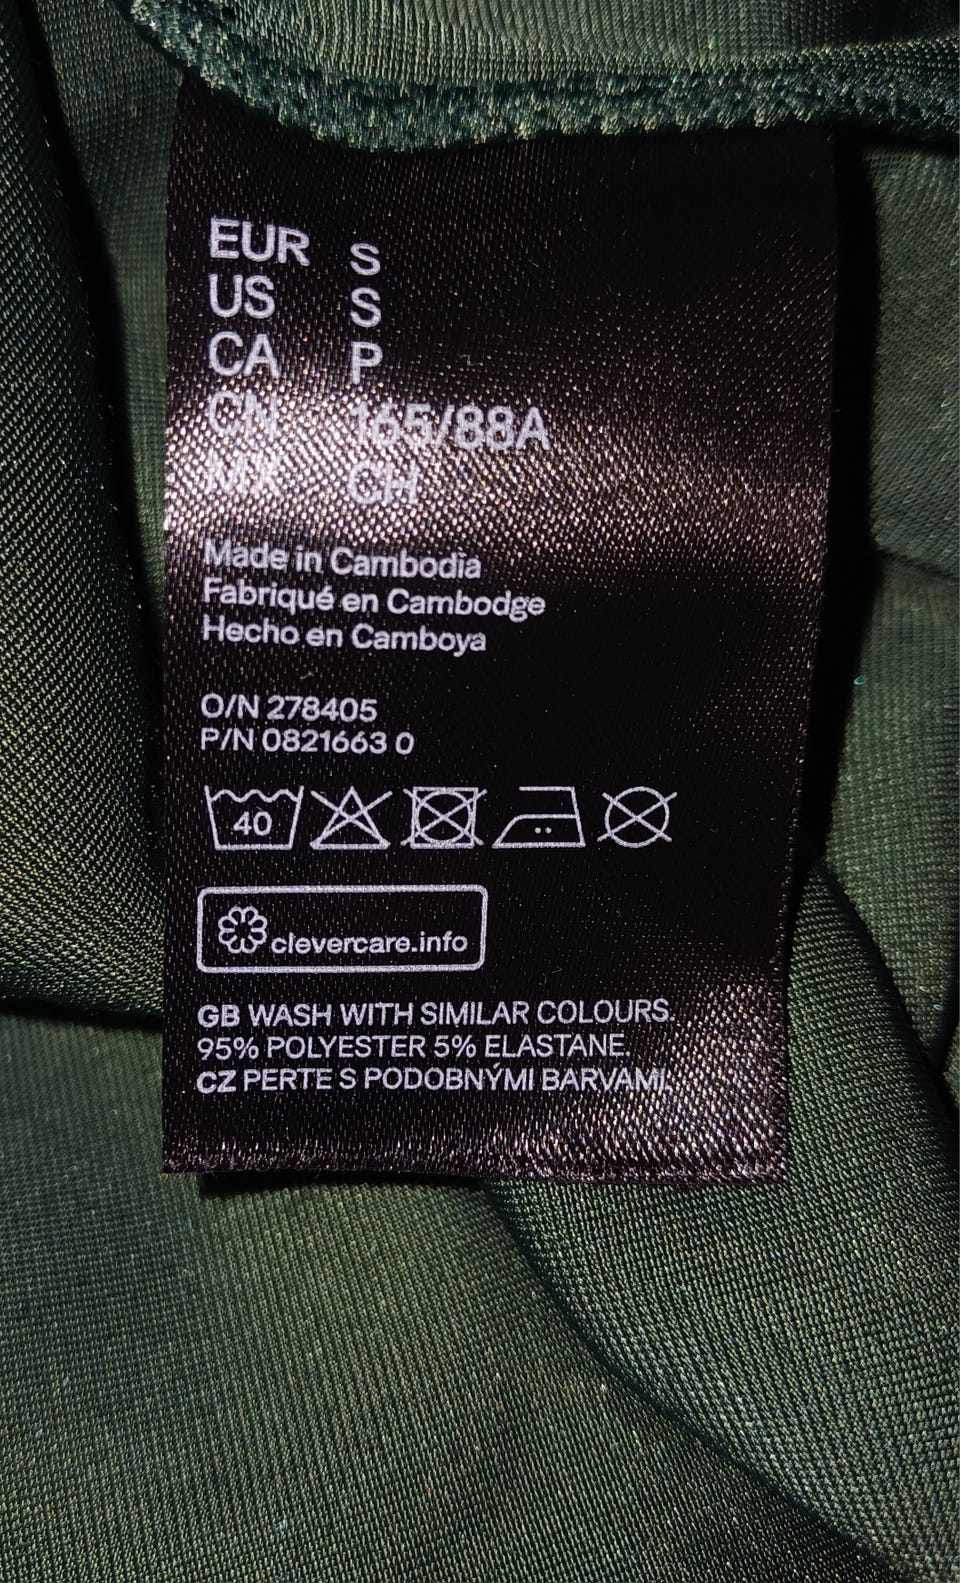 EUR S
US S
CA P
CN 165/88A
MX CH
Made in Cambodia
Fabriqué en Cambodge
Hecho en Camboya
O/N 278405
P/N 0821663 0
40
clevercare.info
GB WASH WITH SIMILAR COLOURS.
95% POLYESTER 5% ELASTANE.
CZ PERTE S PODOBNÝMI BARVAMI.